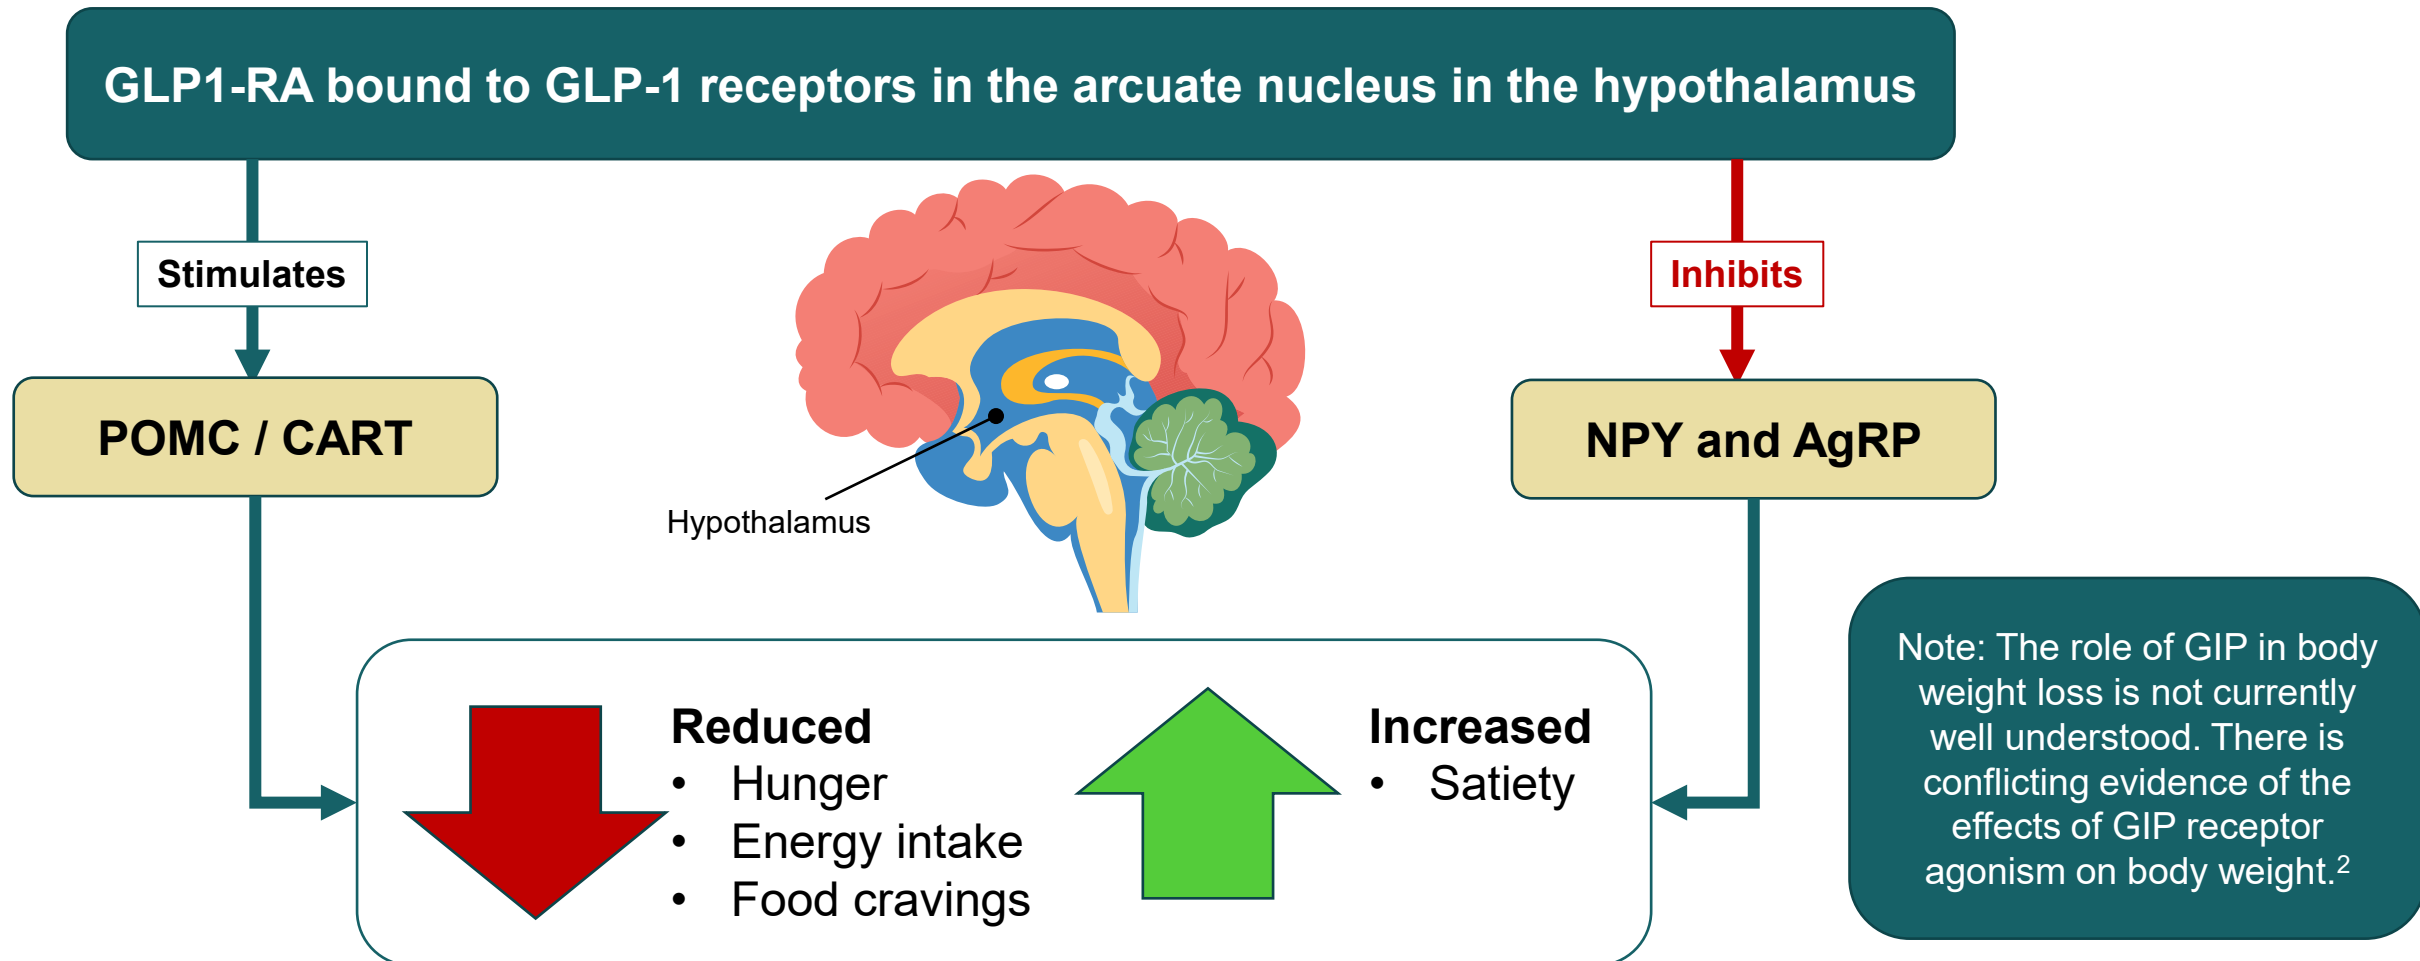 GLP1-RA bound to GLP-1 receptors in the arcuate nucleus in the hypothalamus
Stimulates
Inhibits
POMC / CART
NPY and AgRP
Hypothalamus
Reduced
• Hunger
• Energy intake
• Food cravings
Increased
• Satiety
Note: The role of GIP in body
weight loss is not currently
well understood. There is
conflicting evidence of the
effects of GIP receptor
agonism on body weight.²